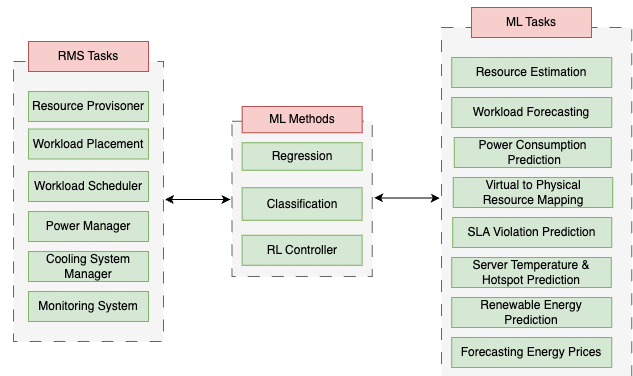 RMS Tasks
Resource Provisoner
Workload Placement
Workload Scheduler
Power Manager
Cooling System
Manager
Monitoring System
ML Methods
Regression
Classification
RL Controller
ML Tasks
Resource Estimation
Workload Forecasting
Power Consumption
Prediction
Virtual to Physical
Resource Mapping
SLA Violation Prediction
Server Temperature &
Hotspot Prediction
Renewable Energy
Prediction
Forecasting Energy Prices